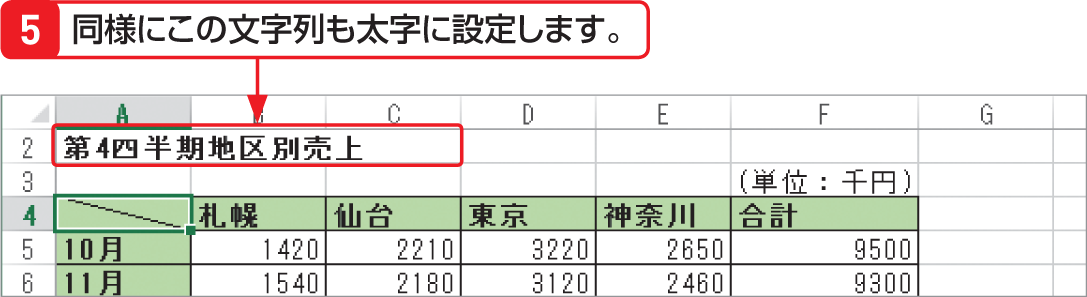 5 同様にこの文字列も太字に設定します。
A C D E F G
2 第4四半期地区別売上
3 (単位:千円)
4 札幌 仙台 東京 神奈川 合計
5 10月 1420 2210 3220 2650 9500
6 11月 1540 2180 3120 2460 9300